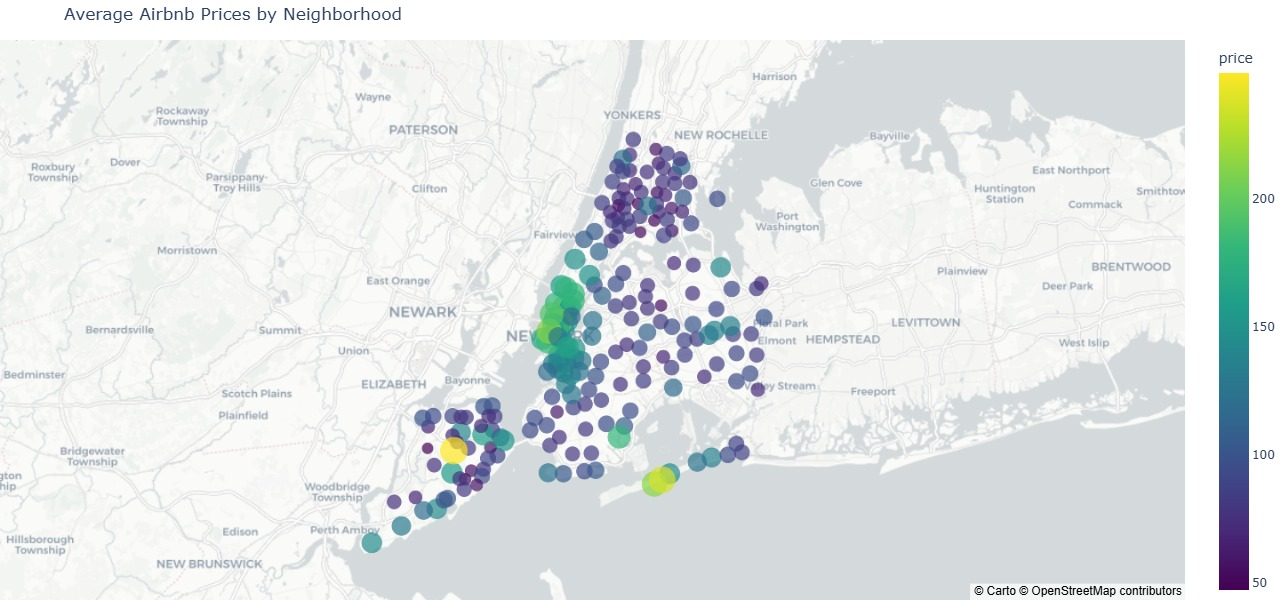 Average Airbnb Prices by Neighborhood
price
200
150
100
50
Harrison
Wayne
Rockaway
Township
YONKERS
PATERSON
NEW ROCHELLE
Bayville
Dover
Roxbury
Township
East Northport
Parsippany-
Troy Hills
Glen Cove
Clifton
Huntington
Station
Smithtow
Commack
Port
Washington
Fairview
Morristown
BRENTWOOD
Plainview
East Orange
Deer Park
NEWARK
LEVITTOWN
Bernardsville
Summit
NEW
Floral Park
Elmont
HEMPSTEAD
West Islip
Union
Bedminster
ELIZABETH
Bayonne
Valley Stream
Freeport
Scotch Plains
Plainfield
Bridgewater
Township
gton
ip
Woodbridge
Township
Edison
Perth Amboy
Hillsborough
Township
NEW BRUNSWICK
© Carto © OpenStreetMap contributors